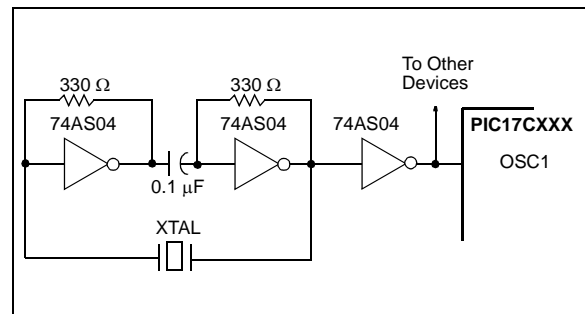 330 Ω
330 Ω
To Other
Devices
74AS04
74AS04
74AS04
PIC17CXXX
OSC1
0.1 µF
XTAL